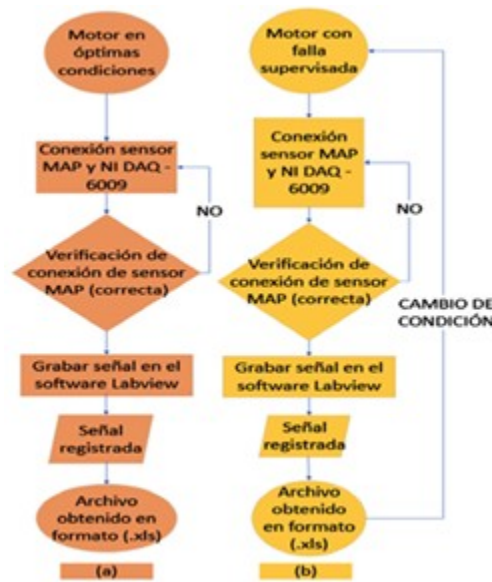 Motor en
óptimas
condiciones
Conexión sensor
MAP y NI DAQ -
6009
NO
Verificación de
conexión de sensor
MAP (correcta)
Grabar señal en el
software Labview
Señal
registrada
Archivo
obtenido en
formato (.xls)
(a)
Motor con
falla
supervisada
Conexión
sensor MAP
y NI DAQ -
6009
NO
Verificación de
conexión de sensor
MAP (correcta)
CAMBIO DE
CONDICIÓN
Grabar señal en el
software Labview
Señal
registrada
Archivo
obtenido en
formato
(.xls)
(b)